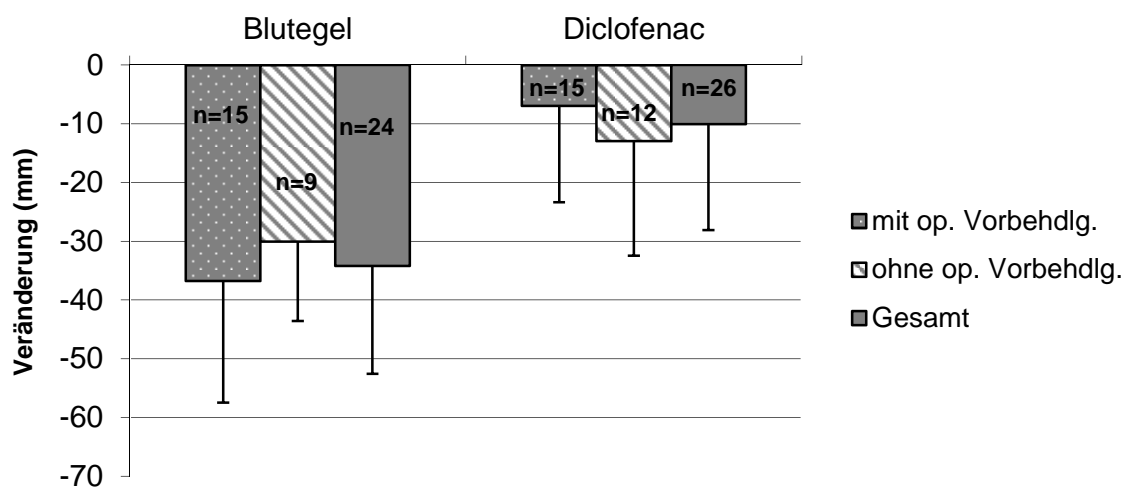 Blutegel Diclofenac
0
-10
-20
-30
-40
-50
-60
-70
Veränderung (mm)
n=15
n=9
n=24
n=15
n=12
n=26
mit op. Vorbehdlg.
ohne op. Vorbehdlg.
Gesamt